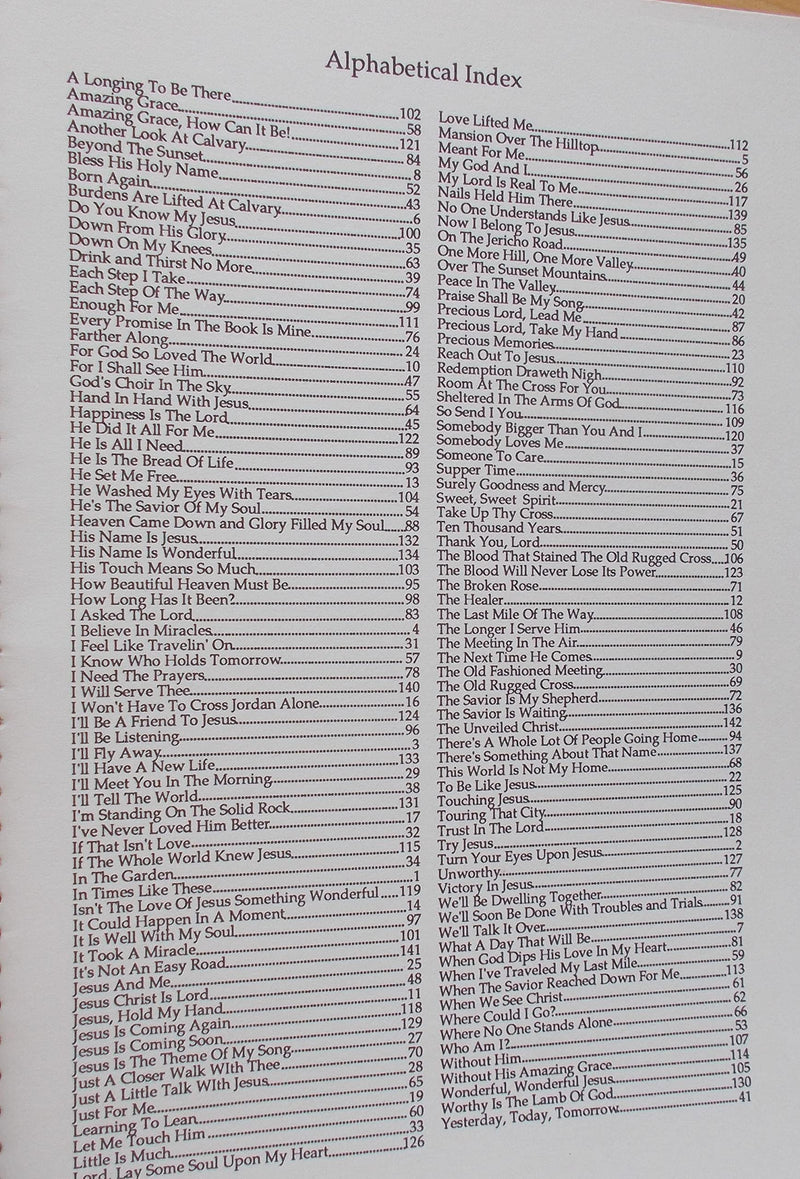 Alphabetical Index
A Longing To Be There 102
Amazing Grace 58
Amazing Grace, How Can It Be! 121
Another Look At Calvary 84
Beyond The Sunset 8
Bless His Holy Name 52
Born Again 43
Burdens Are Lifted At Calvary 6
Do You Know My Jesus 100
Down From His Glory 35
Down On My Knees 63
Drink and Thirst No More 39
Each Step I Take 74
Each Step Of The Way 99
Enough For Me 111
Every Promise In The Book Is Mine 76
Farther Along 24
For God So Loved The World 10
For I Shall See Him 47
God's Choir In The Sky 55
Hand In Hand With Jesus 64
Happiness Is The Lord 45
He Did It All For Me 122
He Is All I Need 89
He Is The Bread Of Life 93
He Set Me Free 13
He Washed My Eyes With Tears 104
He's The Savior Of My Soul 54
Heaven Came Down and Glory Filled My Soul 88
His Name Is Jesus 132
His Name Is Wonderful 134
His Touch Means So Much 103
How Beautiful Heaven Must Be 95
How Long Has It Been? 98
I Asked The Lord 83
I Believe In Miracles 4
I Feel Like Travelin' On 31
I Know Who Holds Tomorrow 57
I Need The Prayers 78
I Will Serve Thee 140
I Won't Have To Cross Jordan Alone 16
I'll Be A Friend To Jesus 124
I'll Be Listening 96
I'll Fly Away 3
I'll Have A New Life 133
I'll Meet You In The Morning 29
I'll Tell The World 38
I'm Standing On The Solid Rock 131
I've Never Loved Him Better 17
If That Isn't Love 32
If The Whole World Knew Jesus 115
In The Garden 34
In Times Like These 1
Isn't The Love Of Jesus Something Wonderful 119
It Could Happen In A Moment 14
It Is Well With My Soul 97
It Took A Miracle 101
It's Not An Easy Road 141
Jesus And Me 25
Jesus Christ Is Lord 48
Jesus, Hold My Hand 11
Jesus Is Coming Again 118
Jesus Is Coming Soon 129
Jesus Is The Theme Of My Song 27
Just A Closer Walk WIth Thee 70
Just A Little Talk WIth Jesus 28
Just For Me 65
Learning To Lean 19
Let Me Touch Him 60
Little Is Much 33
Lord, Lay Some Soul Upon My Heart 126
Love Lifted Me 112
Mansion Over The Hilltop 5
Meant For Me 56
My God And I 26
My Lord Is Real To Me 117
Nails Held Him There 139
No One Understands Like Jesus 85
Now I Belong To Jesus 135
On The Jericho Road 49
One More Hill, One More Valley 40
Over The Sunset Mountains 44
Peace In The Valley 20
Praise Shall Be My Song 42
Precious Lord, Lead Me 87
Precious Lord, Take My Hand 86
Precious Memories 23
Reach Out To Jesus 110
Redemption Draweth Nigh 92
Room At The Cross For You 73
Sheltered In The Arms Of God 116
So Send I You 109
Somebody Bigger Than You And I 120
Somebody Loves Me 37
Someone To Care 15
Supper Time 36
Surely Goodness and Mercy 75
Sweet, Sweet Spirit 21
Take Up Thy Cross 67
Ten Thousand Years 51
Thank You, Lord 50
The Blood That Stained The Old Rugged Cross 106
The Blood Will Never Lose Its Power 123
The Broken Rose 71
The Healer 12
The Last Mile Of The Way 108
The Longer I Serve Him 46
The Meeting In The Air 79
The Next Time He Comes 9
The Old Fashioned Meeting 30
The Old Rugged Cross 69
The Savior Is My Shepherd 72
The Savior Is Waiting 136
The Unveiled Christ 142
There's A Whole Lot Of People Going Home 94
There's Something About That Name 137
This World Is Not My Home 68
To Be Like Jesus 22
Touching Jesus 125
Touring That City 90
Trust In The Lord 18
Try Jesus 128
Turn Your Eyes Upon Jesus 2
Unworthy 127
Victory In Jesus 77
We'll Be Dwelling Together 82
We'll Soon Be Done With Troubles and Trials 91
We'll Talk It Over 138
What A Day That Will Be 7
When God Dips His Love In My Heart 81
When I've Traveled My Last Mile 59
When The Savior Reached Down For Me 113
When We See Christ 61
Where Could I Go? 62
Where No One Stands Alone 66
Who Am I? 53
Without Him 107
Without His Amazing Grace 114
Wonderful, Wonderful Jesus 105
Worthy Is The Lamb Of God 130
Yesterday, Today, Tomorrow 41